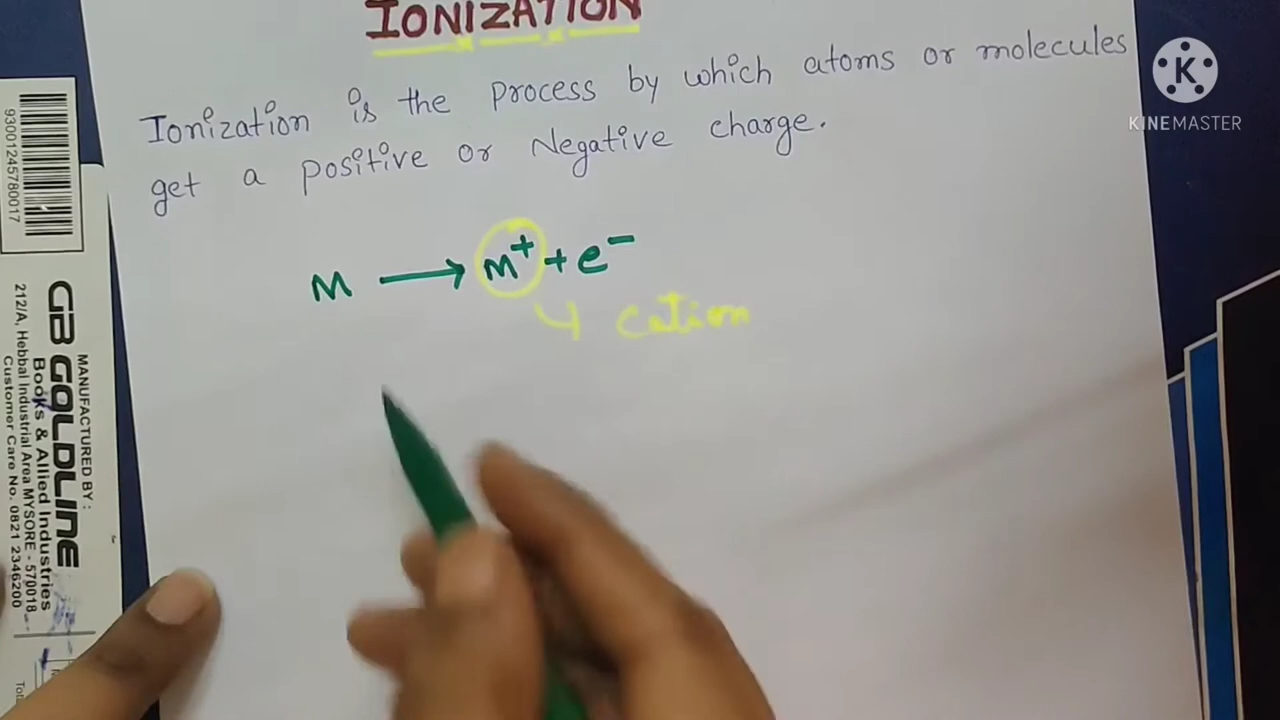 IONIZATION
Ionization is the process by which atoms or molecules
get a positive or Negative charge.
M ⟶ m⁺ + e⁻
cation
KINEMASTER
93001245780017
MANUFACTURED BY :
GB GOLDLINE
Books & Allied Industries
212/A, Hebbal Industrial Area MYSORE - 570018
Customer Care No. 0821 2346200